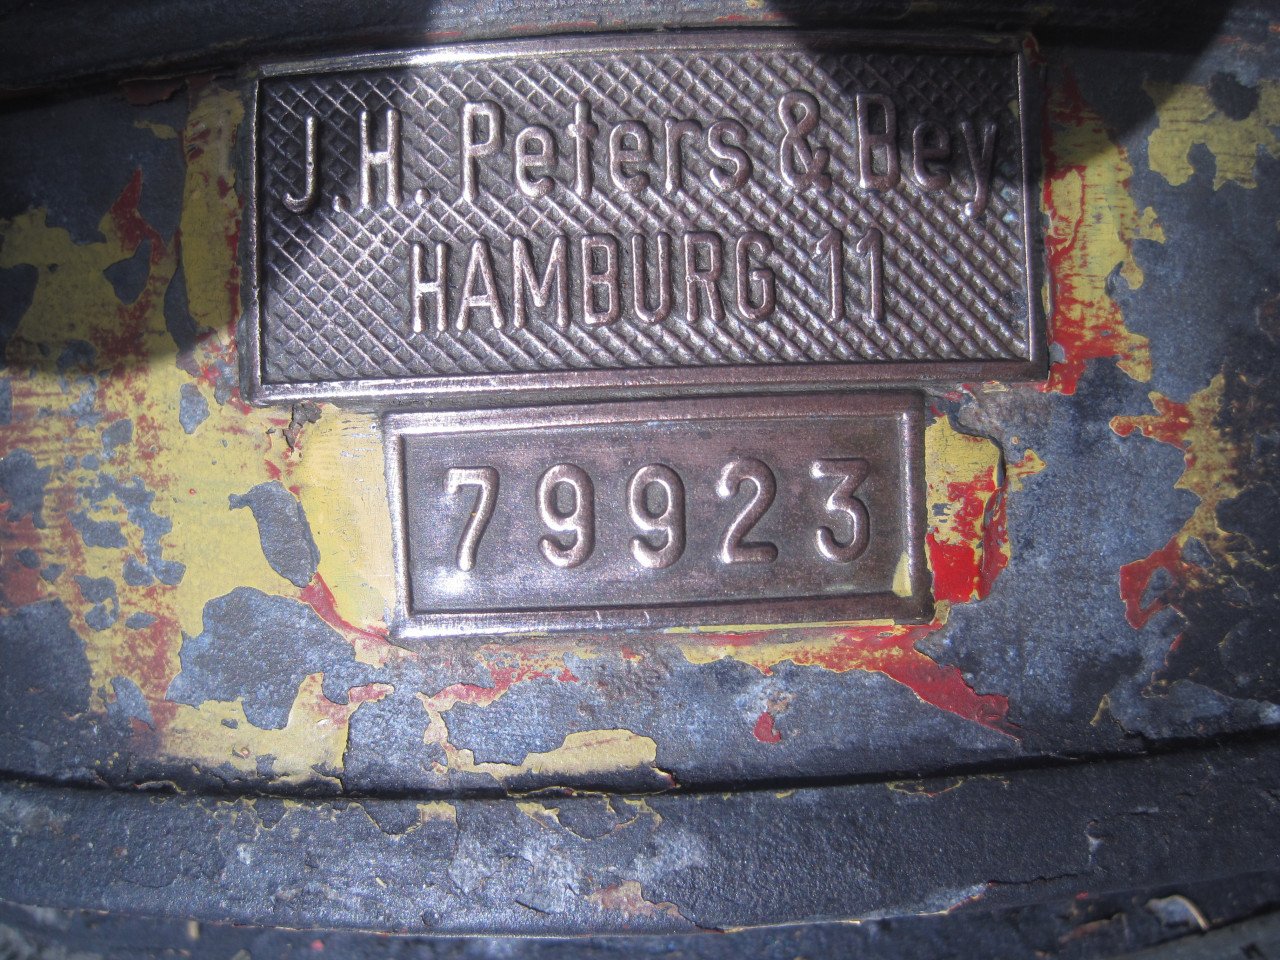 J.H. Peters & Bey
HAMBURG 11
79923